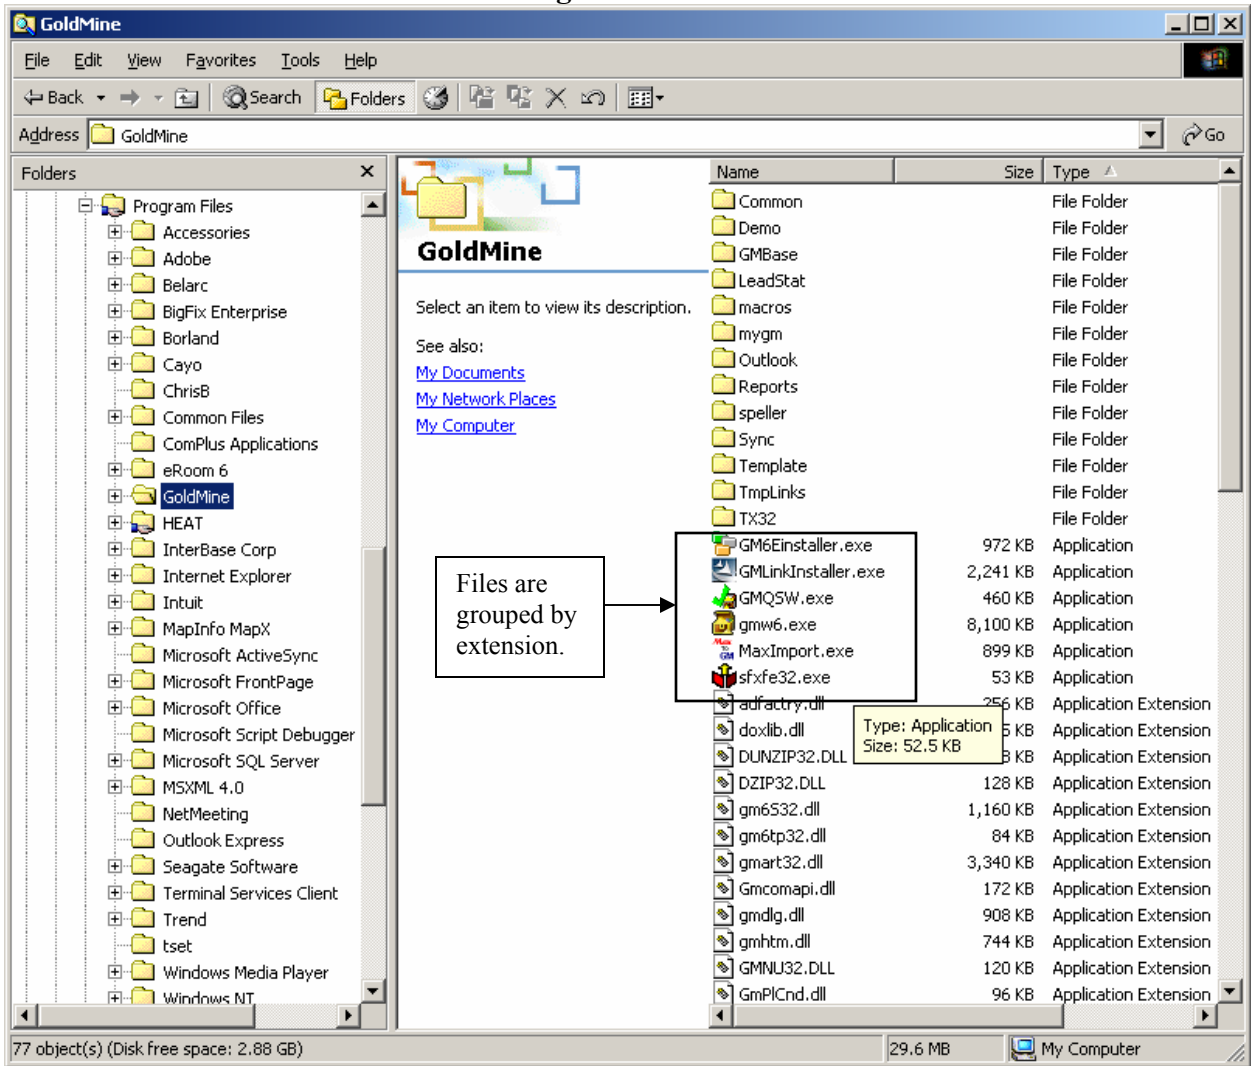 GoldMine
File Edit View Favorites Tools Help
Back Search Folders
Address GoldMine Go
Folders
Program Files
Accessories
Adobe
Belarc
BigFix Enterprise
Borland
Cayo
ChrisB
Common Files
ComPlus Applications
eRoom 6
GoldMine
HEAT
InterBase Corp
Internet Explorer
Intuit
MapInfo MapX
Microsoft ActiveSync
Microsoft FrontPage
Microsoft Office
Microsoft Script Debugger
Microsoft SQL Server
MSXML 4.0
NetMeeting
Outlook Express
Seagate Software
Terminal Services Client
Trend
tset
Windows Media Player
Windows NT
GoldMine
Select an item to view its description.
See also:
My Documents
My Network Places
My Computer
Files are
grouped by
extension.
Name Size Type
Common File Folder
Demo File Folder
GMBase File Folder
LeadStat File Folder
macros File Folder
mygm File Folder
Outlook File Folder
Reports File Folder
speller File Folder
Sync File Folder
Template File Folder
TmpLinks File Folder
TX32 File Folder
GM6Einstaller.exe 972 KB Application
GMLinkInstaller.exe 2,241 KB Application
GMQSW.exe 460 KB Application
gmw6.exe 8,100 KB Application
MaxImport.exe 899 KB Application
sfxfe32.exe 53 KB Application
adfactry.dll 256 KB Application Extension
doxlib.dll KB Application Extension
DUNZIP32.DLL KB Application Extension
DZIP32.DLL 128 KB Application Extension
gm6S32.dll 1,160 KB Application Extension
gm6tp32.dll 84 KB Application Extension
gmart32.dll 3,340 KB Application Extension
Gmcomapi.dll 172 KB Application Extension
gmdlg.dll 908 KB Application Extension
gmhtm.dll 744 KB Application Extension
GMNU32.DLL 120 KB Application Extension
GmPlCnd.dll 96 KB Application Extension
Type: Application
Size: 52.5 KB
77 object(s) (Disk free space: 2.88 GB) 29.6 MB My Computer